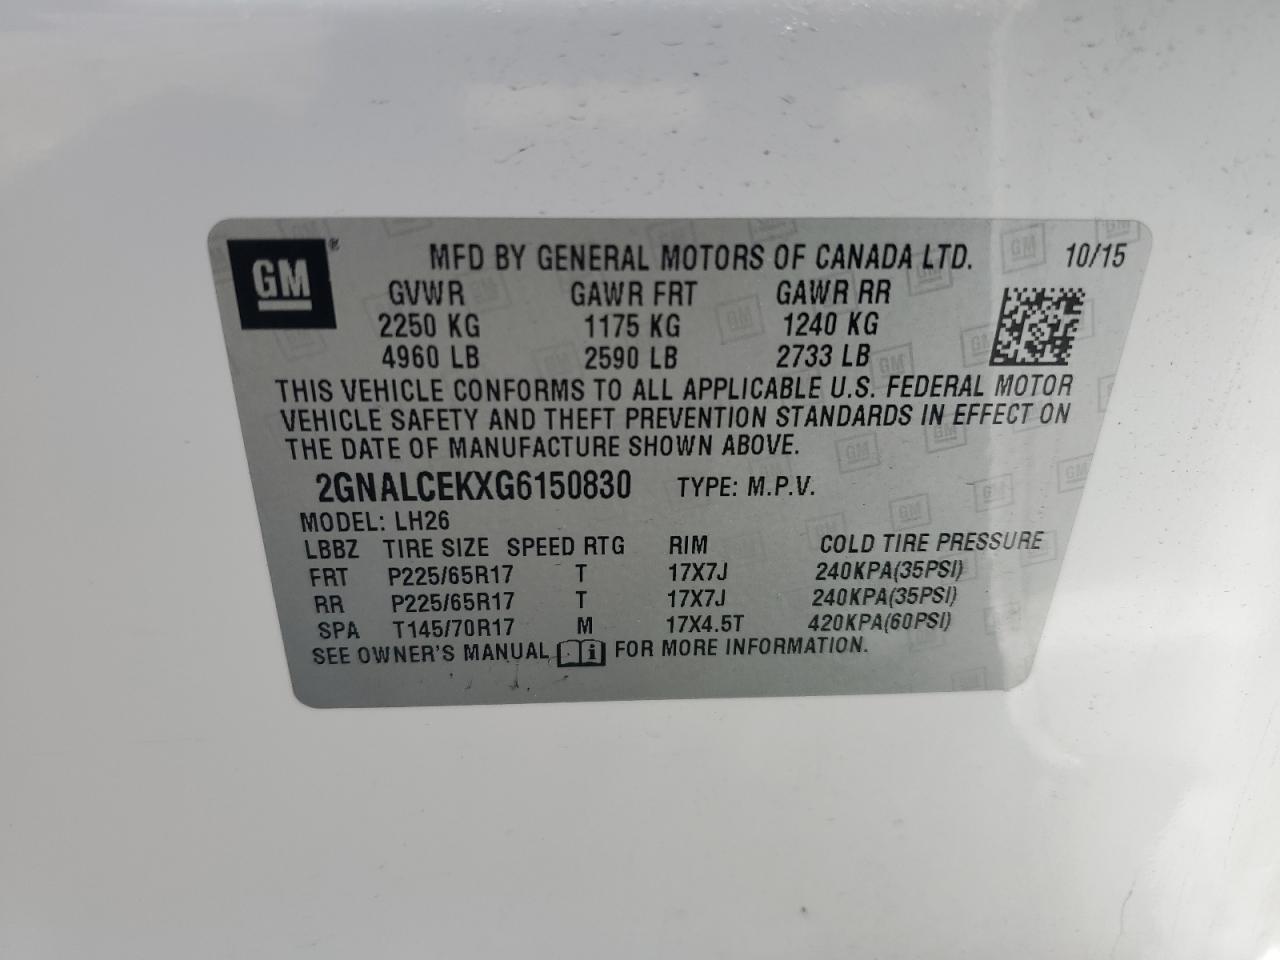 GM ® MFD BY GENERAL MOTORS OF CANADA LTD. 10/15
GVWR GAWR FRT GAWR RR
2250 KG 1175 KG 1240 KG
4960 LB 2590 LB 2733 LB
THIS VEHICLE CONFORMS TO ALL APPLICABLE U.S. FEDERAL MOTOR
VEHICLE SAFETY AND THEFT PREVENTION STANDARDS IN EFFECT ON
THE DATE OF MANUFACTURE SHOWN ABOVE.
2GNALCEKXG6150830 TYPE: M.P.V.
MODEL: LH26
LBBZ TIRE SIZE SPEED RTG RIM COLD TIRE PRESSURE
FRT P225/65R17 T 17X7J 240KPA(35PSI)
RR P225/65R17 T 17X7J 240KPA(35PSI)
SPA T145/70R17 M 17X4.5T 420KPA(60PSI)
SEE OWNER'S MANUAL i FOR MORE INFORMATION.